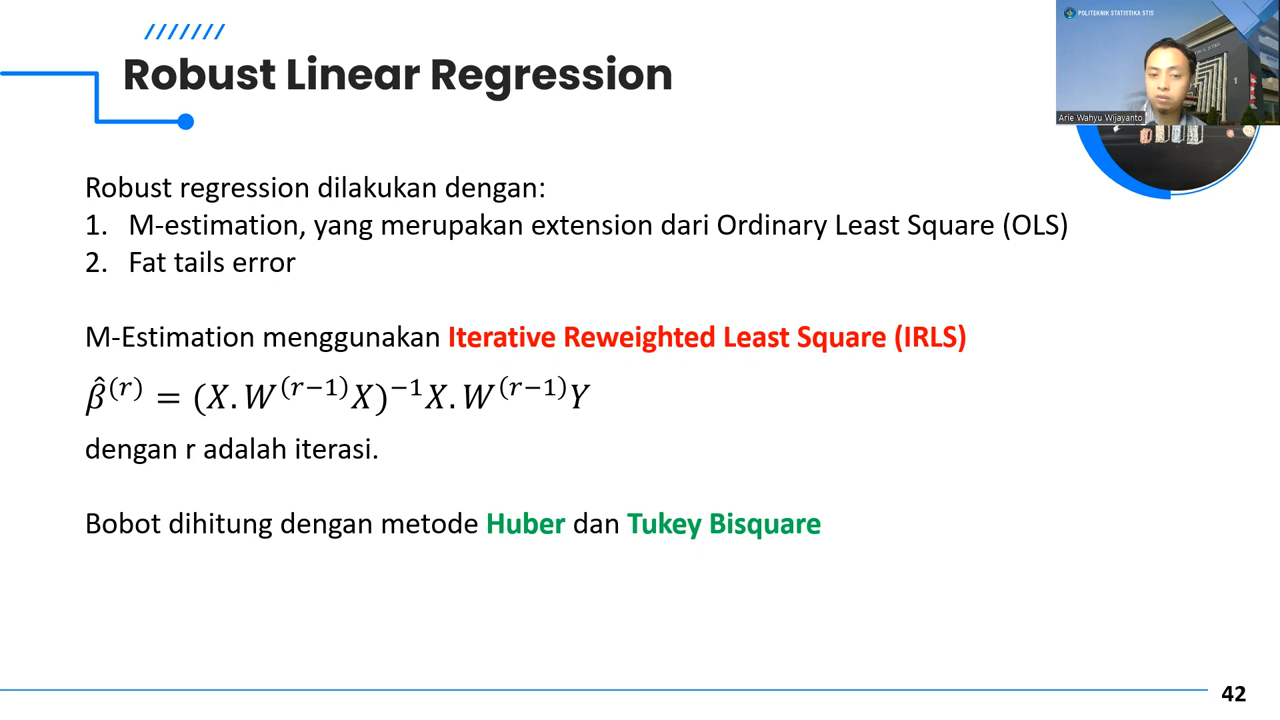 Robust Linear Regression
POLITEKNIK STATISTIKA STIS
Arie Wahyu Wijayanto
Robust regression dilakukan dengan:
1. M-estimation, yang merupakan extension dari Ordinary Least Square (OLS)
2. Fat tails error
M-Estimation menggunakan Iterative Reweighted Least Square (IRLS)
β̂^(r) = (X.W^(r−1)X)^−1X.W^(r−1)Y
dengan r adalah iterasi.
Bobot dihitung dengan metode Huber dan Tukey Bisquare
42